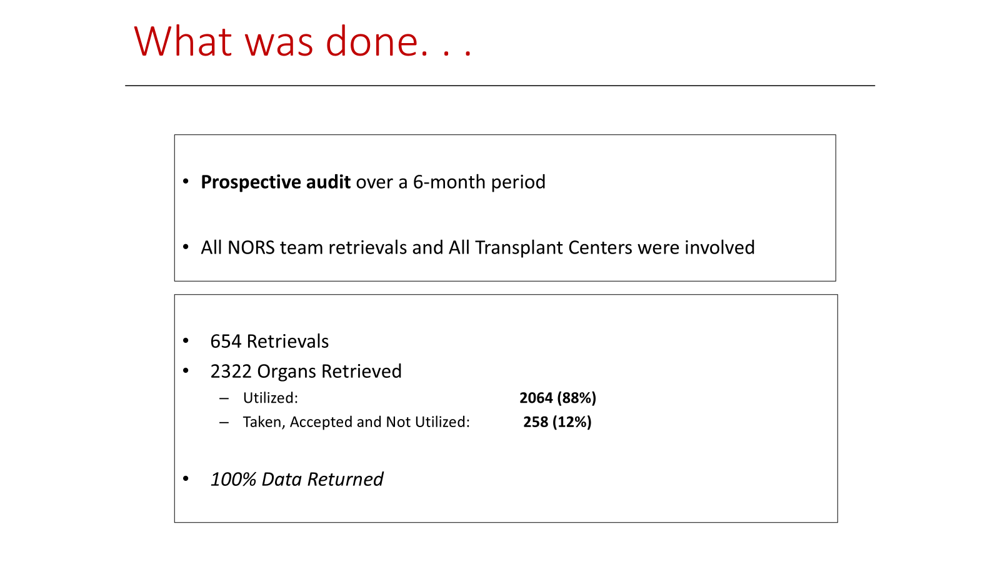 What was done. . .
• Prospective audit over a 6-month period
• All NORS team retrievals and All Transplant Centers were involved
• 654 Retrievals
• 2322 Organs Retrieved
– Utilized: 2064 (88%)
– Taken, Accepted and Not Utilized: 258 (12%)
• 100% Data Returned